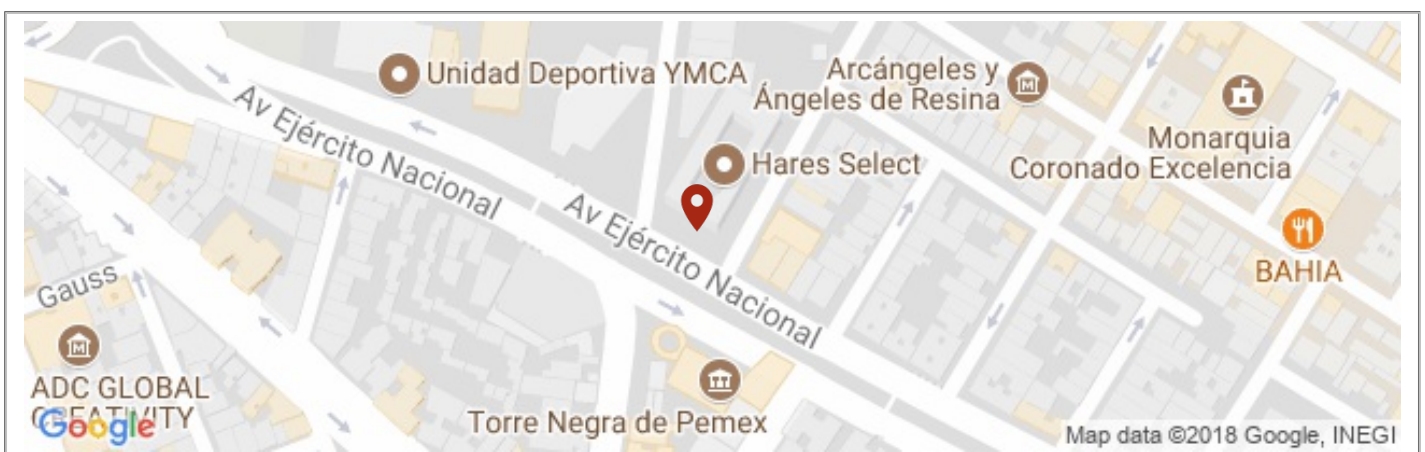 Unidad Deportiva YMCA
Arcángeles y
Ángeles de Resina
Monarquia
Coronado Excelencia
Av Ejército Nacional
Hares Select
Av Ejército Nacional
BAHIA
Gauss
ADC GLOBAL
CREATIVITY
Google
Torre Negra de Pemex
Map data ©2018 Google, INEGI